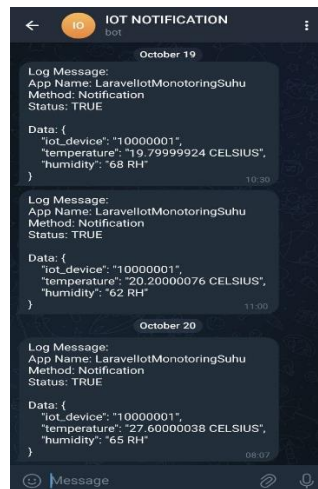 IO
IOT NOTIFICATION
bot
October 19
Log Message:
App Name: LaravelIotMonotoringSuhu
Method: Notification
Status: TRUE
Data: {
"iot_device": "10000001",
"temperature": "19.79999924 CELSIUS",
"humidity": "68 RH"
}
10:30
Log Message:
App Name: LaravelIotMonotoringSuhu
Method: Notification
Status: TRUE
Data: {
"iot_device": "10000001",
"temperature": "20.20000076 CELSIUS",
"humidity": "62 RH"
}
11:00
October 20
Log Message:
App Name: LaravelIotMonotoringSuhu
Method: Notification
Status: TRUE
Data: {
"iot_device": "10000001",
"temperature": "27.60000038 CELSIUS",
"humidity": "65 RH"
}
08:07
Message